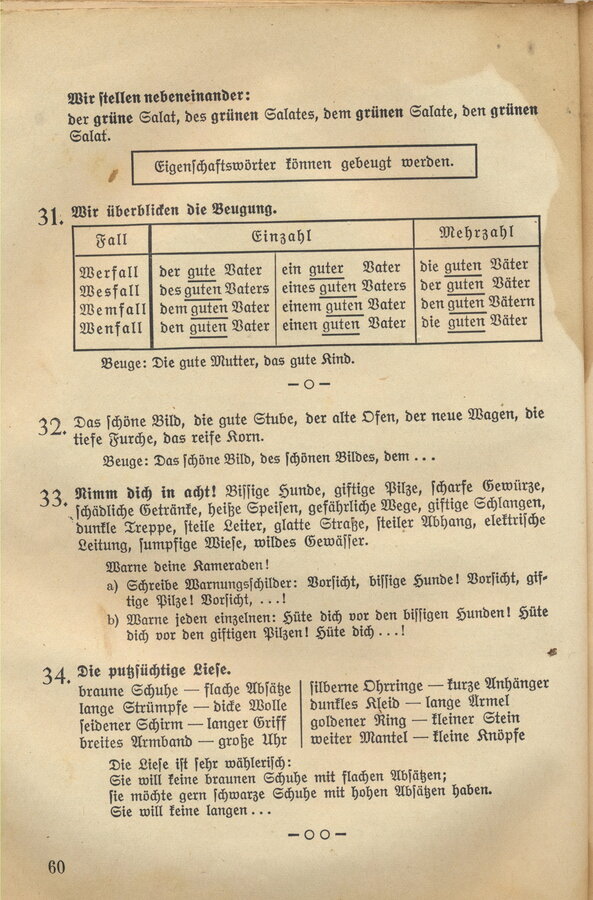 Wir stellen nebeneinander:
der grüne Salat, des grünen Salates, dem grünen Salate, den grünen
Salat.
Eigenschaftswörter können gebeugt werden.
31. Wir überblicken die Beugung.
Fall Einzahl Mehrzahl
Werfall der gute Vater ein guter Vater die guten Väter
Wesfall des guten Vaters eines guten Vaters der guten Väter
Wemfall dem guten Vater einem guten Vater den guten Vätern
Wenfall den guten Vater einen guten Vater die guten Väter
Beuge: Die gute Mutter, das gute Kind.
—o—
32. Das schöne Bild, die gute Stube, der alte Ofen, der neue Wagen, die
tiefe Furche, das reife Korn.
Beuge: Das schöne Bild, des schönen Bildes, dem ...
33. Nimm dich in acht! Bissige Hunde, giftige Pilze, scharfe Gewürze,
schädliche Getränke, heiße Speisen, gefährliche Wege, giftige Schlangen,
dunkle Treppe, steile Leiter, glatte Straße, steiler Abhang, elektrische
Leitung, sumpfige Wiese, wildes Gewässer.
Warne deine Kameraden!
a) Schreibe Warnungsschilder: Vorsicht, bissige Hunde! Vorsicht, gif-
tige Pilze! Vorsicht, ...!
b) Warne jeden einzelnen: Hüte dich vor den bissigen Hunden! Hüte
dich vor den giftigen Pilzen! Hüte dich ...!
34. Die putzsüchtige Liese.
braune Schuhe — flache Absätze
lange Strümpfe — dicke Wolle
seidener Schirm — langer Griff
breites Armband — große Uhr
silberne Ohrringe — kurze Anhänger
dunkles Kleid — lange Ärmel
goldener Ring — kleiner Stein
weiter Mantel — kleine Knöpfe
Die Liese ist sehr wählerisch:
Sie will keine braunen Schuhe mit flachen Absätzen;
sie möchte gern schwarze Schuhe mit hohen Absätzen haben.
Sie will keine langen ...
—oo—
60